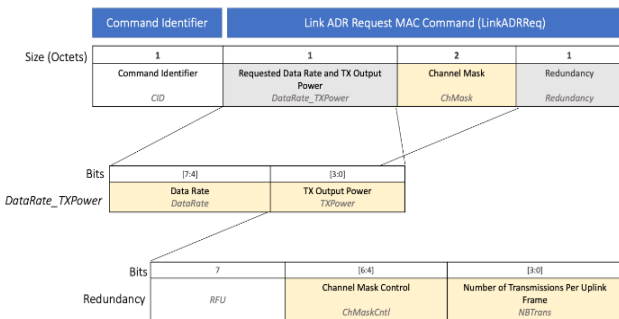 Command Identifier
Link ADR Request MAC Command (LinkADRReq)
Size (Octets)
1
1
2
1
Command Identifier
CID
Requested Data Rate and TX Output
Power
DataRate_TXPower
Channel Mask
ChMask
Redundancy
Redundancy
Bits
[7:4]
[3:0]
DataRate_TXPower
Data Rate
DataRate
TX Output Power
TXPower
Bits
7
[6:4]
[3:0]
Redundancy
RFU
Channel Mask Control
ChMaskCntl
Number of Transmissions Per Uplink
Frame
NBTrans